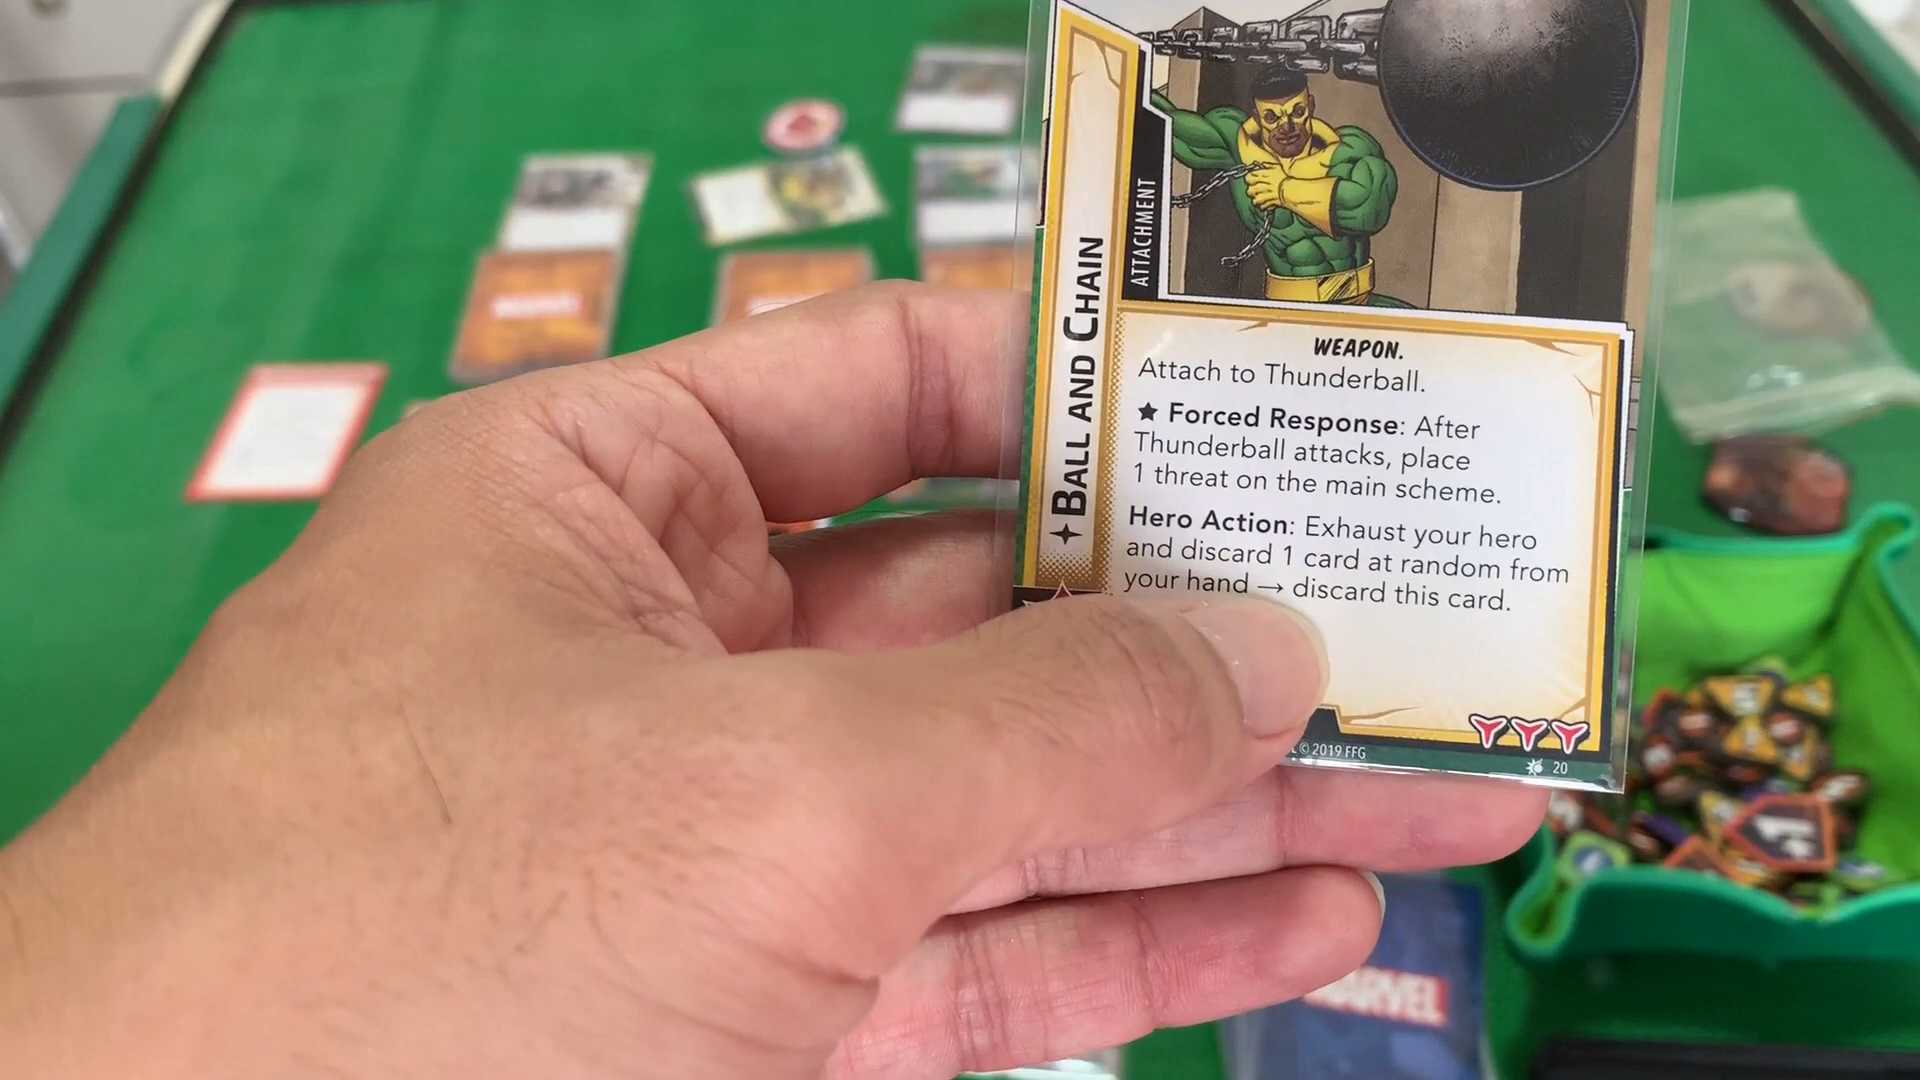 BALL AND CHAIN
ATTACHMENT
WEAPON.
Attach to Thunderball.
★ Forced Response: After
Thunderball attacks, place
1 threat on the main scheme.
Hero Action: Exhaust your hero
and discard 1 card at random from
your hand → discard this card.
© 2019 FFG
20
+1
MARVEL